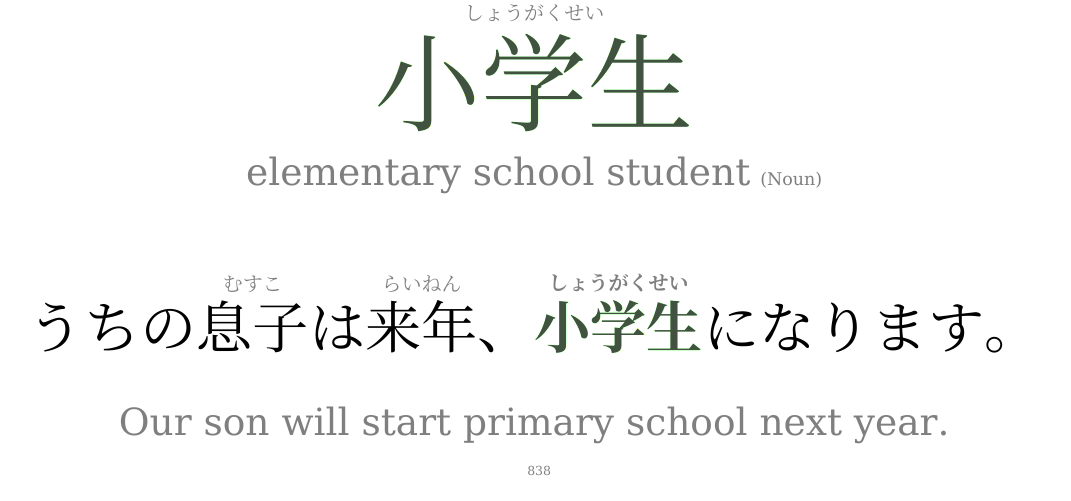 しょうがくせい
小学生
elementary school student (Noun)
むすこ らいねん しょうがくせい
うちの息子は来年、小学生になります。
Our son will start primary school next year.
838